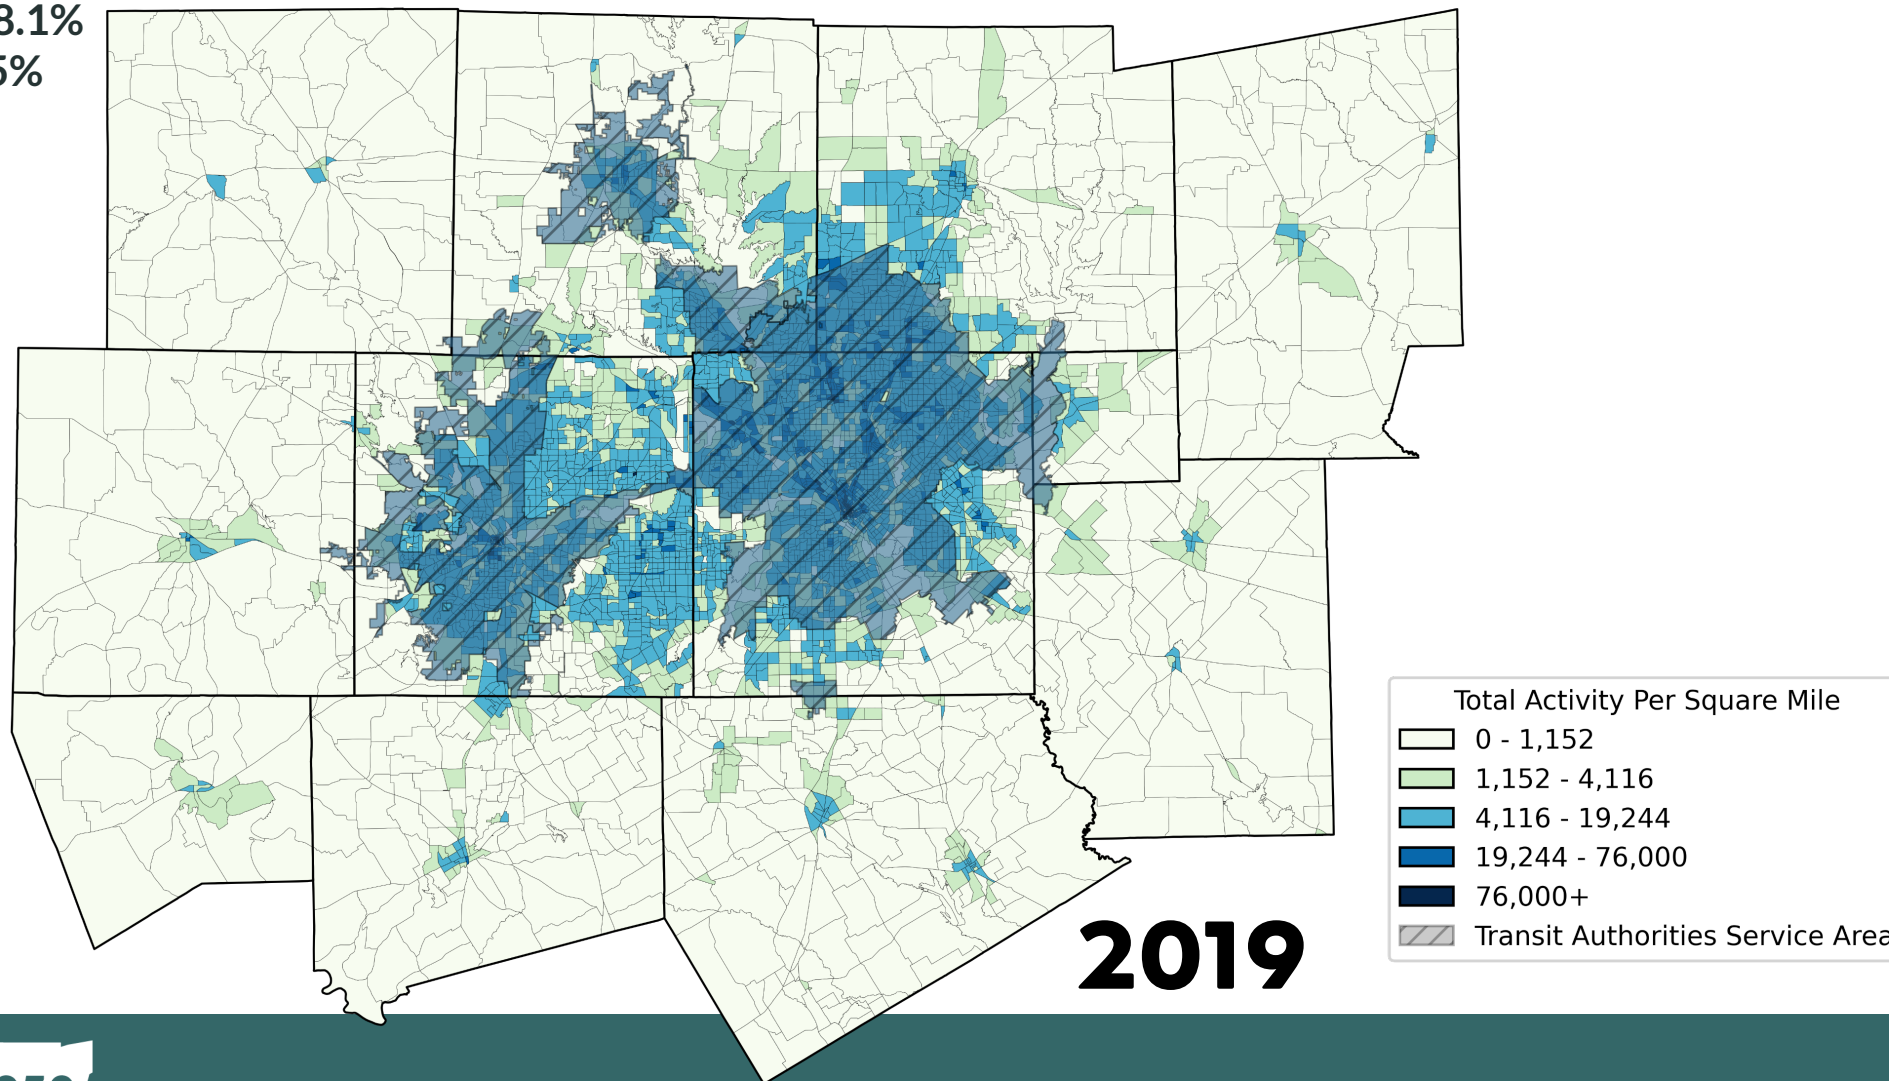 8.1%
5%
Total Activity Per Square Mile
0 - 1,152
1,152 - 4,116
4,116 - 19,244
19,244 - 76,000
76,000+
Transit Authorities Service Area
2019